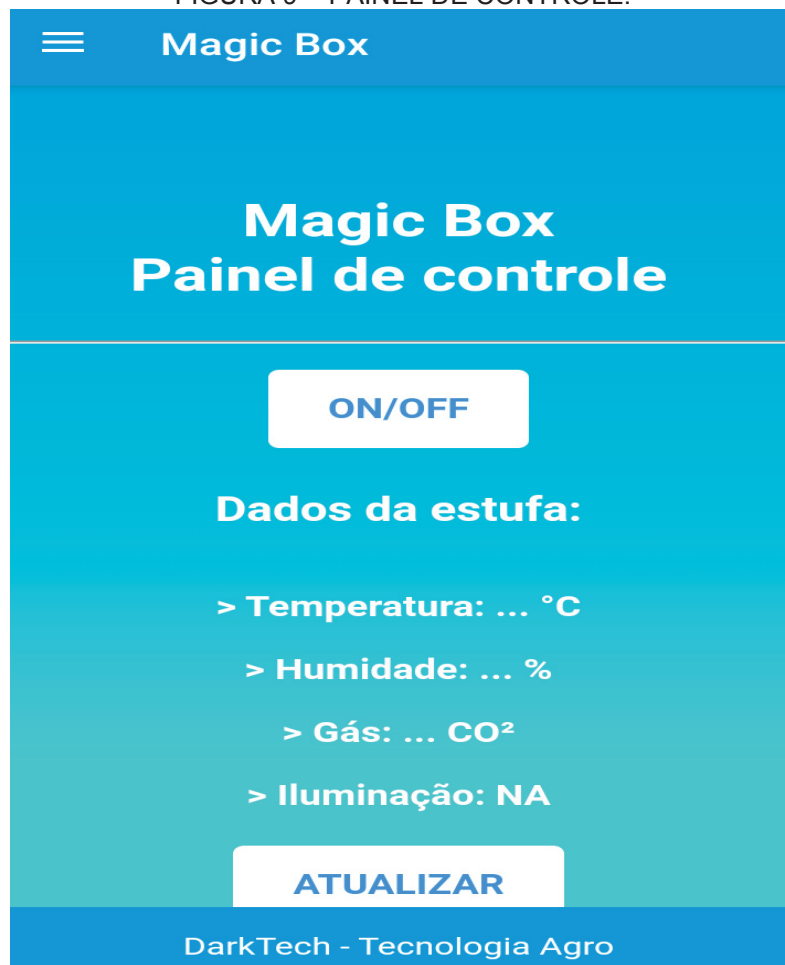 Magic Box
Magic Box
Painel de controle
ON/OFF
Dados da estufa:
> Temperatura: ... °C
> Humidade: ... %
> Gás: ... CO²
> Iluminação: NA
ATUALIZAR
DarkTech - Tecnologia Agro